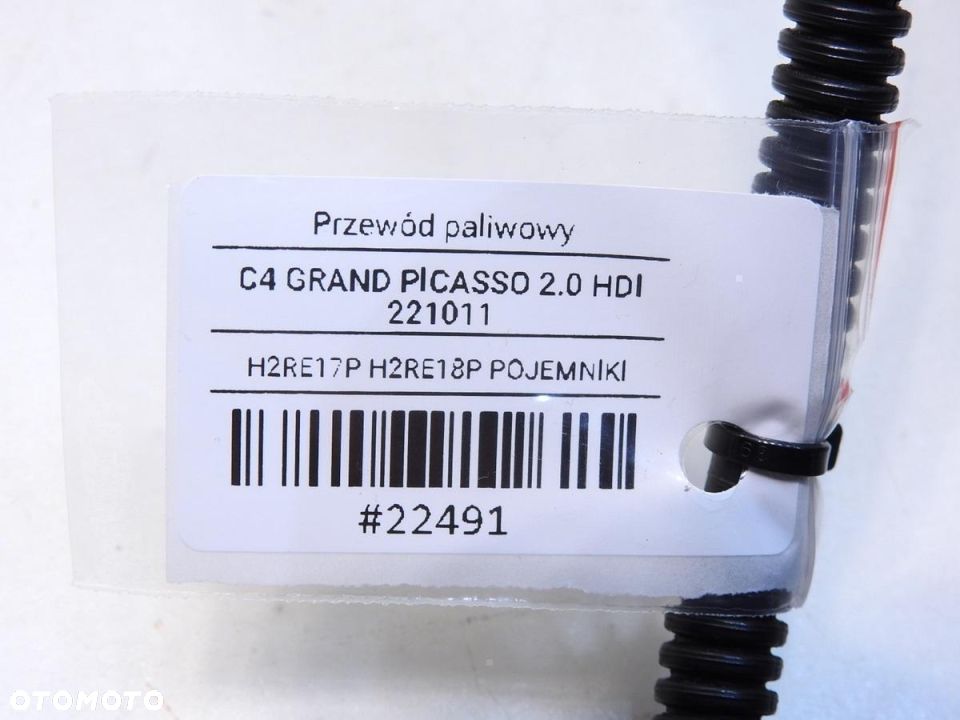 Przewód paliwowy
C4 GRAND PICASSO 2.0 HDI
221011
H2RE17P H2RE18P POJEMNIKI
#22491
OTOMOTO